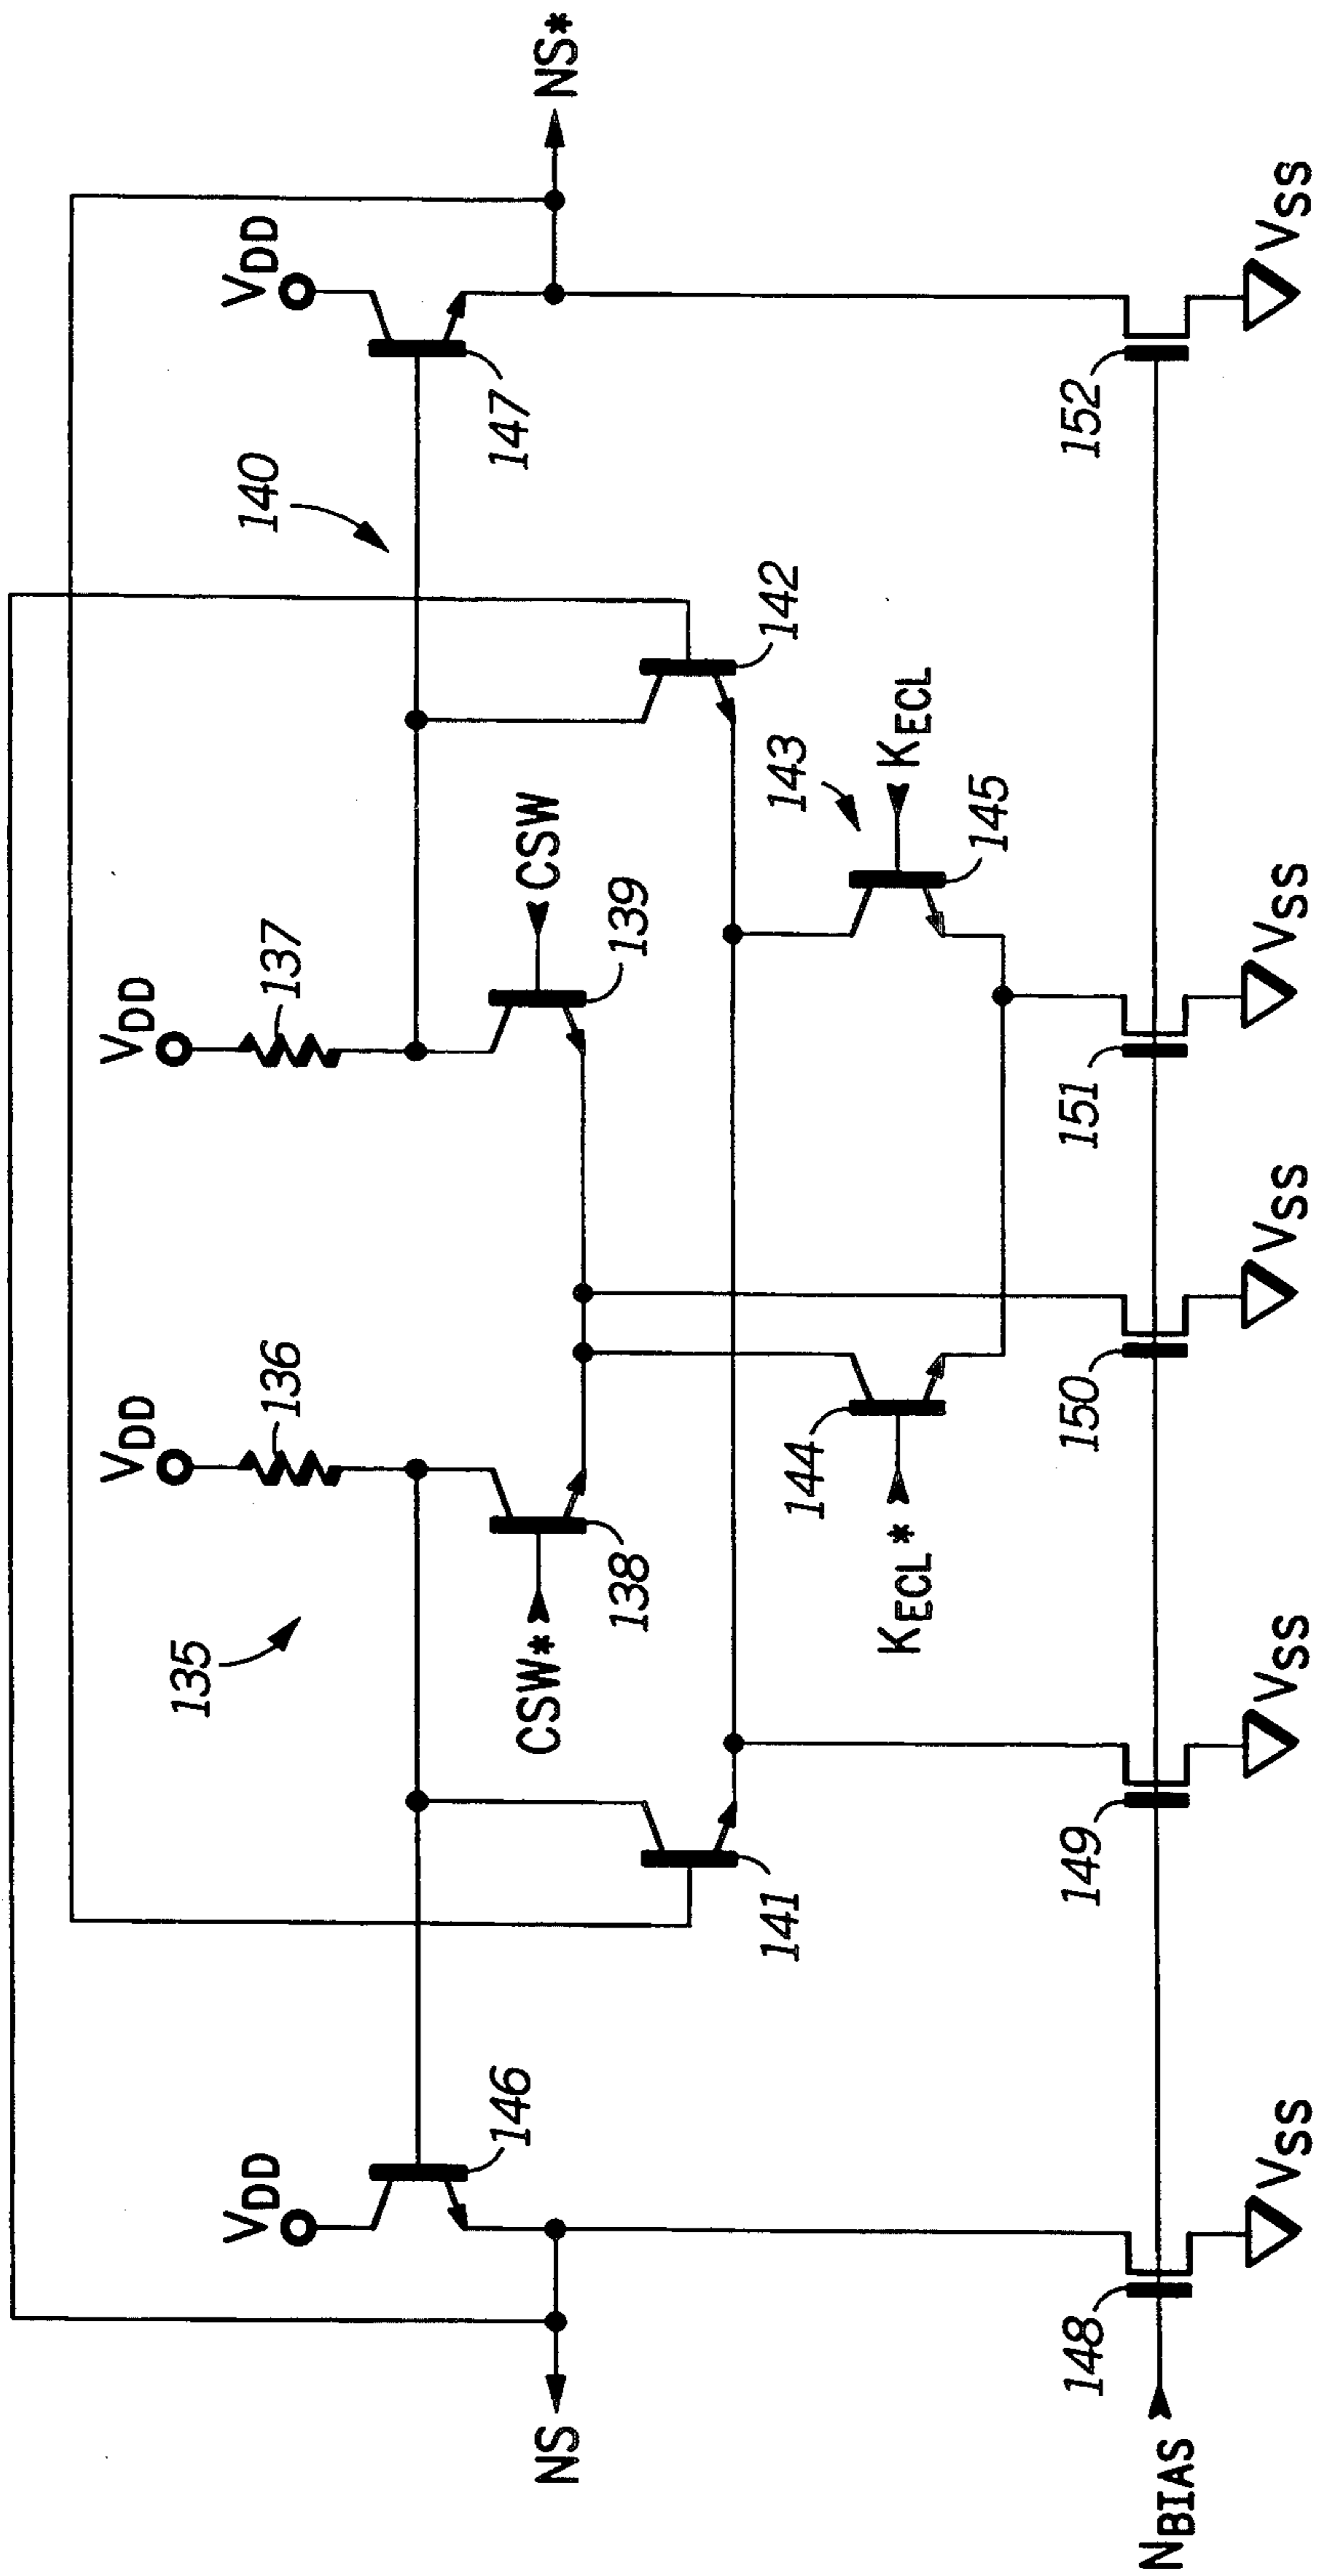 NS*
VDD
147
140
152
VSS
142
KECL
143
145
CSW
139
137
VDD
151
VSS
VDD
136
135
138
CSW*
144
KECL*
150
VSS
141
149
VSS
VDD
146
NS
148
VSS
NBIAS